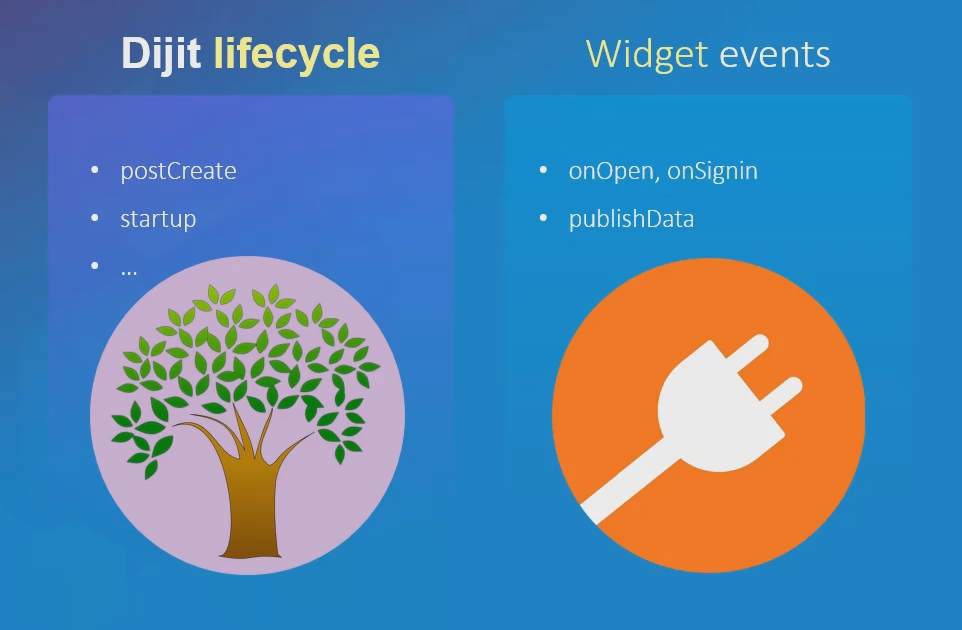 Dijit lifecycle
• postCreate
• startup
• ...
Widget events
• onOpen, onSignin
• publishData